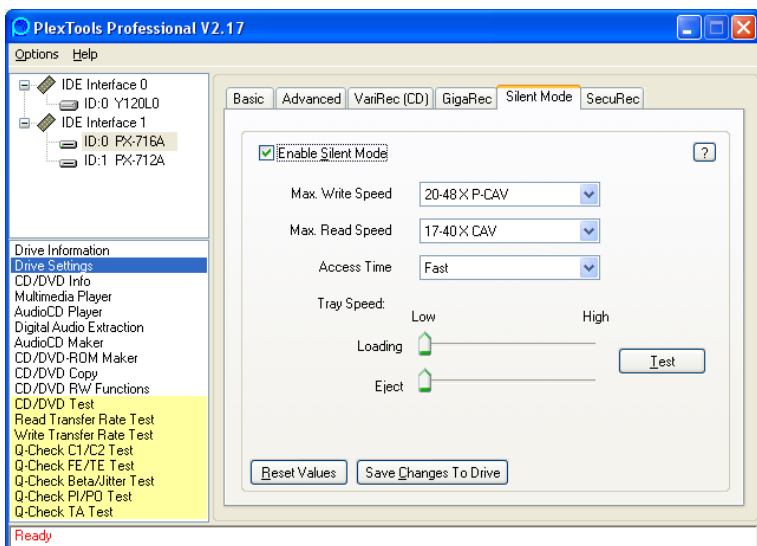 PlexTools Professional V2.17
Options Help
IDE Interface 0
ID:0 Y120L0
IDE Interface 1
ID:0 PX-716A
ID:1 PX-712A
Drive Information
Drive Settings
CD/DVD Info
Multimedia Player
AudioCD Player
Digital Audio Extraction
AudioCD Maker
CD/DVD-ROM Maker
CD/DVD Copy
CD/DVD RW Functions
CD/DVD Test
Read Transfer Rate Test
Write Transfer Rate Test
Q-Check C1/C2 Test
Q-Check FE/TE Test
Q-Check Beta/Jitter Test
Q-Check PI/PO Test
Q-Check TA Test
Basic Advanced VariRec (CD) GigaRec Silent Mode SecuRec
Enable Silent Mode ?
Max. Write Speed 20-48 X P-CAV
Max. Read Speed 17-40 X CAV
Access Time Fast
Tray Speed:
Low High
Loading
Test
Eject
Reset Values Save Changes To Drive
Ready